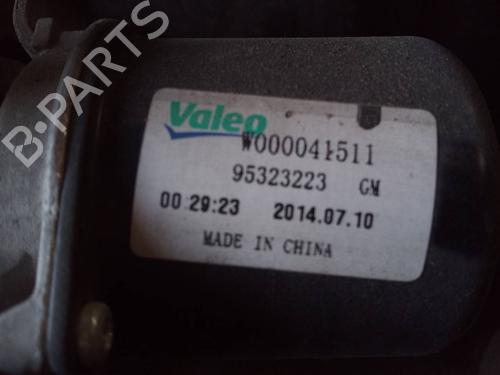 B-PARTS
Valeo
W000041511
95323223 GM
00:29:23 2014.07.10
MADE IN CHINA